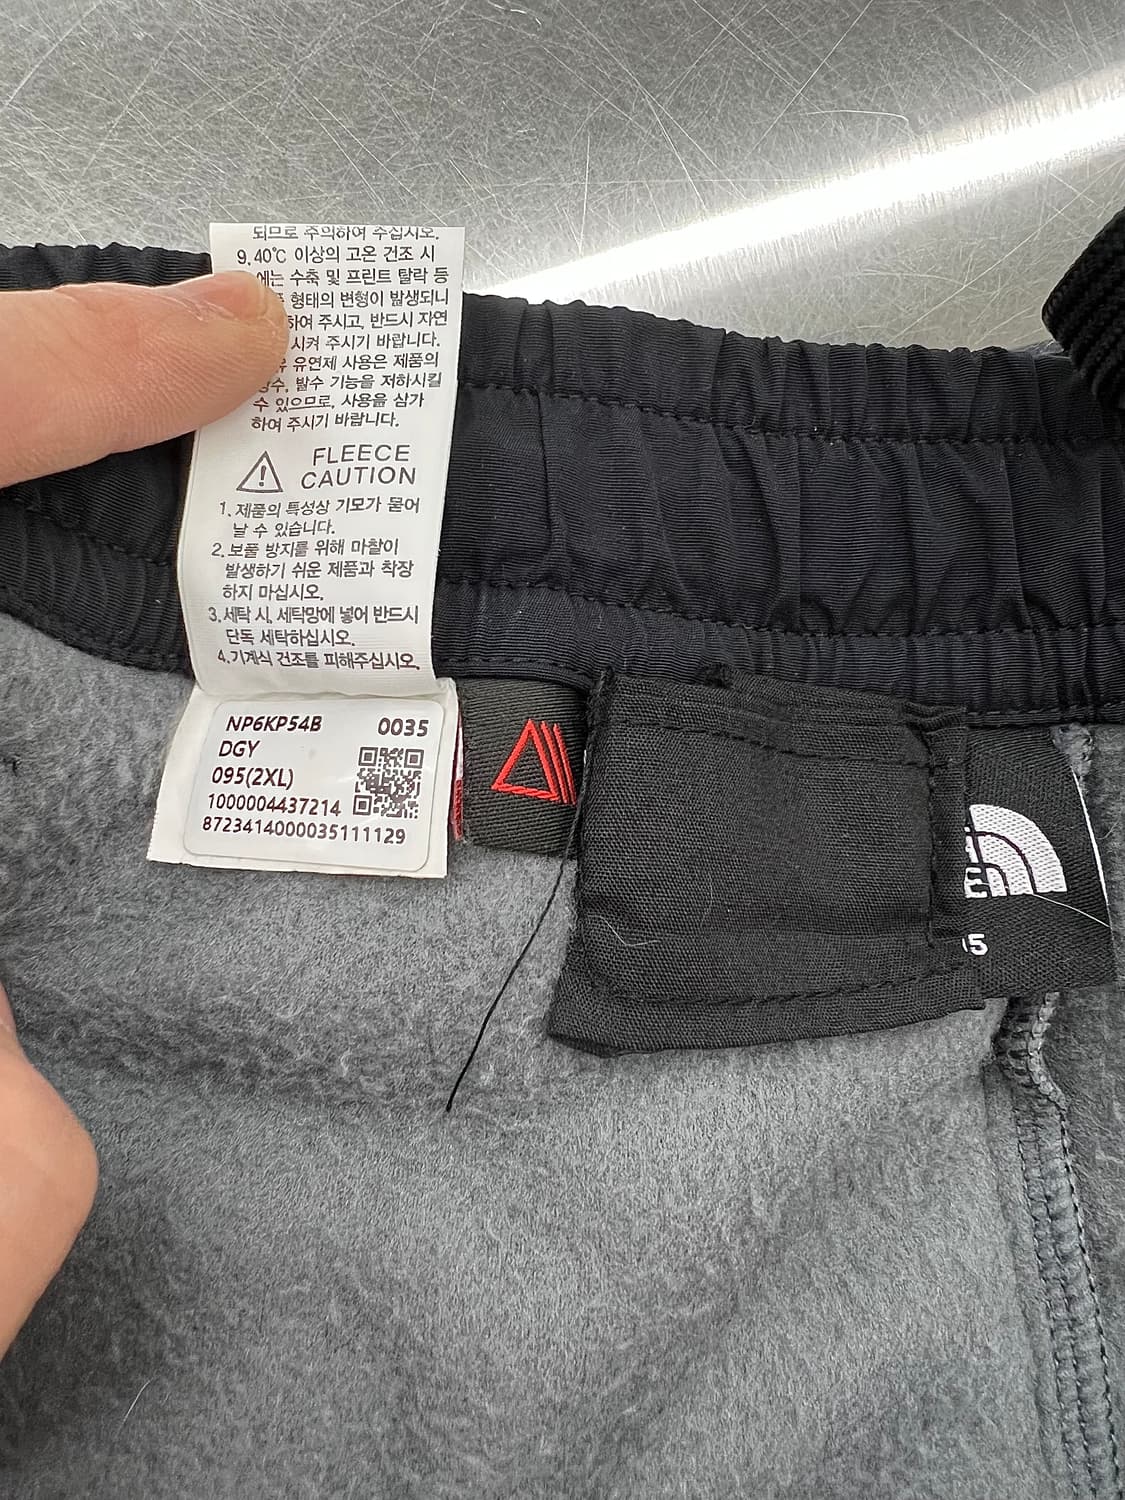 되므로 주의하여 주십시오.
9.40℃ 이상의 고온 건조 시
에는 수축 및 프린트 탈락 등
형태의 변형이 발생되니
하여 주시고, 반드시 자연
시켜 주시기 바랍니다.
유연제 사용은 제품의
발수 기능을 저하시킬
수 있으므로, 사용을 삼가
하여 주시기 바랍니다.
FLEECE
CAUTION
1.제품의 특성상 기모가 묻어
날 수 있습니다.
2.보풀 방지를 위해 마찰이
발생하기 쉬운 제품과 착장
하지 마십시오.
3.세탁 시, 세탁망에 넣어 반드시
단독 세탁하십시오.
4.기계식 건조를 피해주십시오.
NP6KP54B 0035
DGY
095(2XL)
1000004437214
8723414000035111129